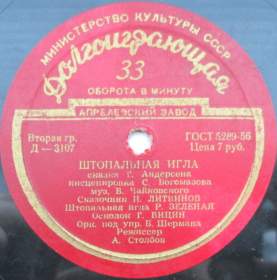 МИНИСТЕРСТВО КУЛЬТУРЫ СССР
Долгоиграющая
33
ОБОРОТА В МИНУТУ
АПРЕЛЕВСКИЙ ЗАВОД
Вторая гр. ГОСТ 5289-56
Д — 3107 Цена 7 руб.
ШТОПАЛЬНАЯ ИГЛА
сказка Г. Андерсена
инсценировка С. Богомазова
муз. Б. Чайковского
Сказочник Н. ЛИТВИНОВ
Штопальная игла Р. ЗЕЛЕНАЯ
Осколок Г. ВИЦИН
Орк. под упр. Б. Шермана
Режиссер
А. Столбов